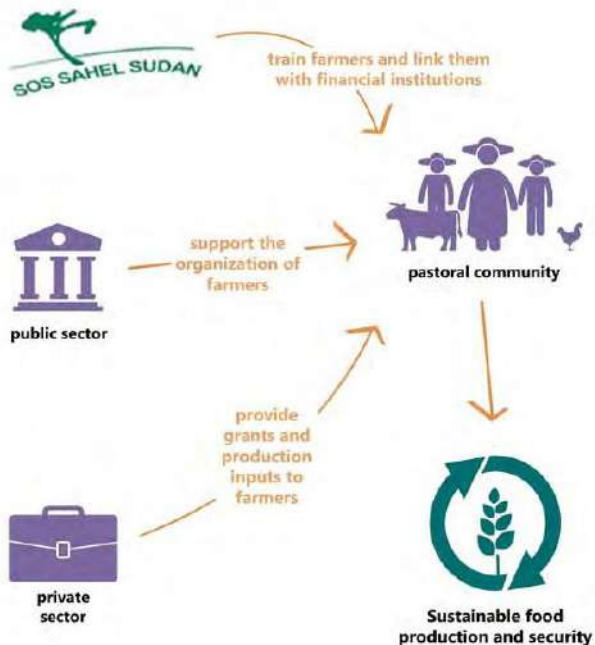 SOS SAHEL SUDAN
train farmers and link them
with financial institutions
pastoral community
support the
organization of
farmers
public sector
provide
grants and
production
inputs to
farmers
private
sector
Sustainable food
production and security